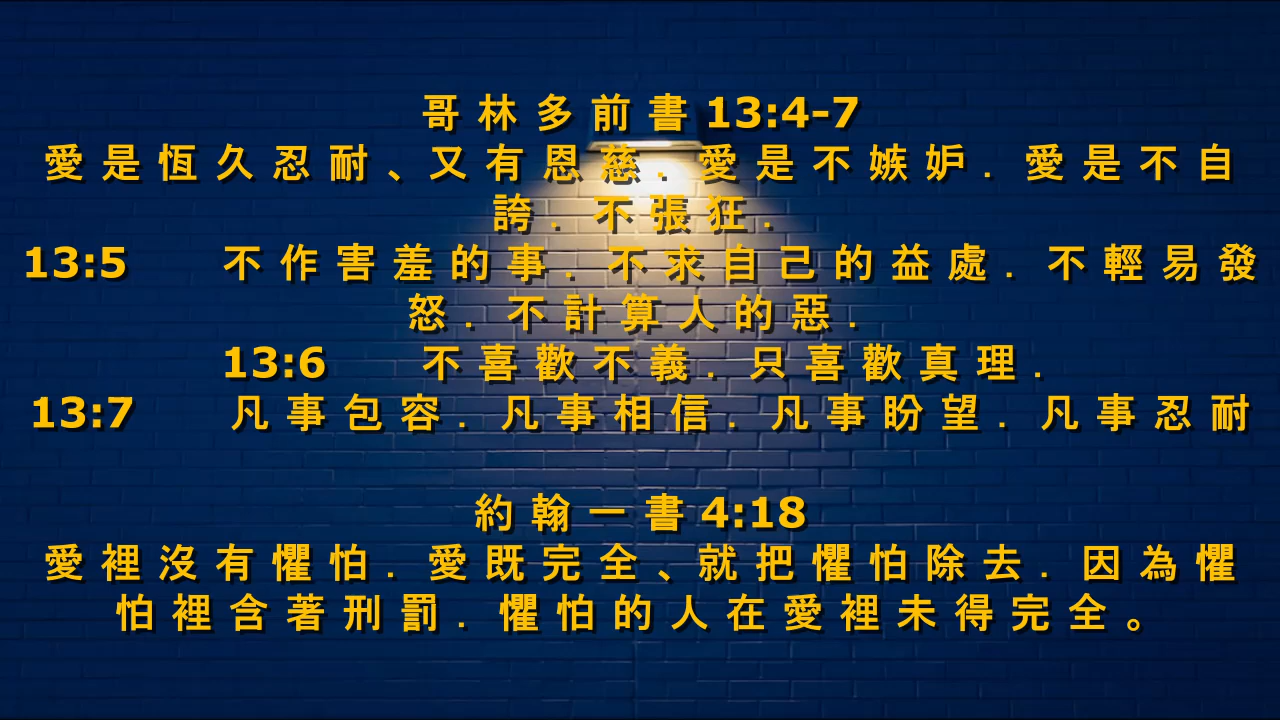 哥林多前書 13:4-7
愛是恆久忍耐、又有恩慈．愛是不嫉妒．愛是不自
誇．不張狂．
13:5 不作害羞的事．不求自己的益處．不輕易發
怒．不計算人的惡．
13:6 不喜歡不義．只喜歡真理．
13:7 凡事包容．凡事相信．凡事盼望．凡事忍耐
約翰一書 4:18
愛裡沒有懼怕．愛既完全、就把懼怕除去．因為懼
怕裡含著刑罰．懼怕的人在愛裡未得完全。